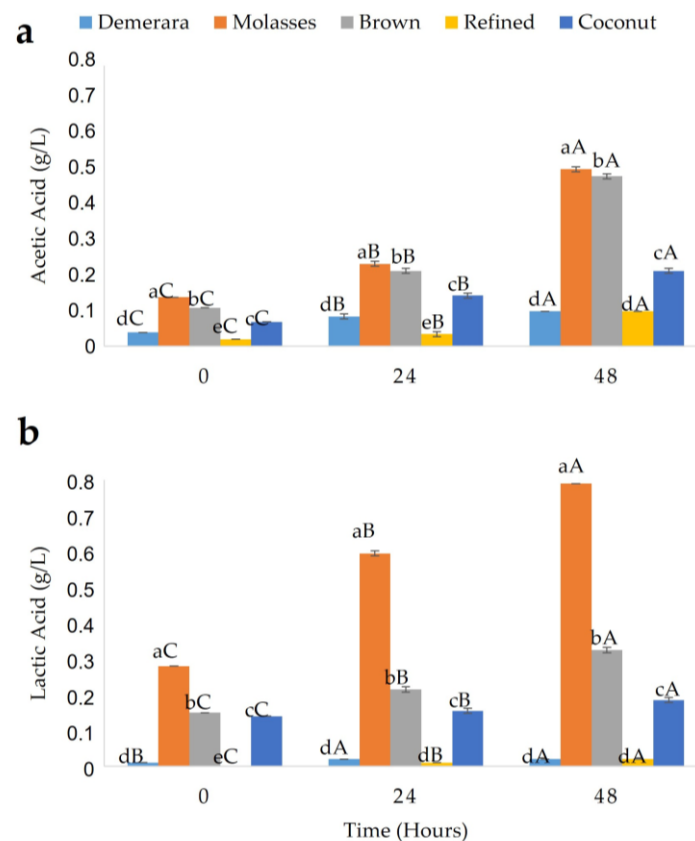 a
Demerara Molasses Brown Refined Coconut
Acetic Acid (g/L)
0.8
0.7
0.6
0.5
0.4
0.3
0.2
0.1
0
dC aC bC eC cC
dB aB bB eB cB
dA aA bA dA cA
0 24 48
b
Lactic Acid (g/L)
0.8
0.7
0.6
0.5
0.4
0.3
0.2
0.1
0
dB aC bC eC cC
dA aB bB dB cB
dA aA bA dA cA
0 24 48
Time (Hours)